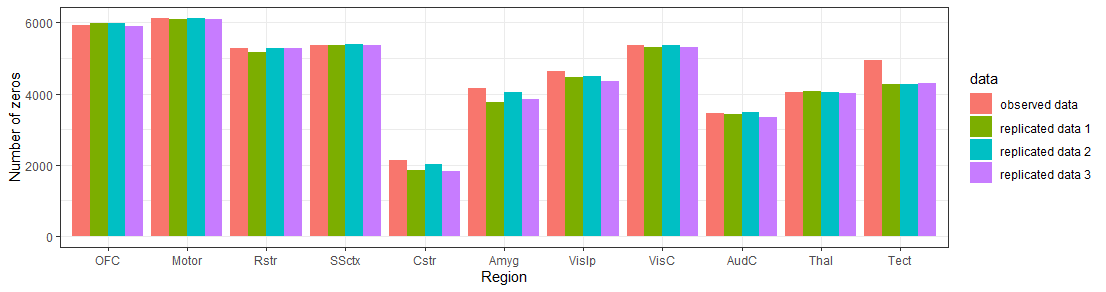 Number of zeros
6000
4000
2000
0
OFC Motor Rstr SSctx Cstr Amyg VisIp VisC AudC Thal Tect
Region
data
observed data
replicated data 1
replicated data 2
replicated data 3